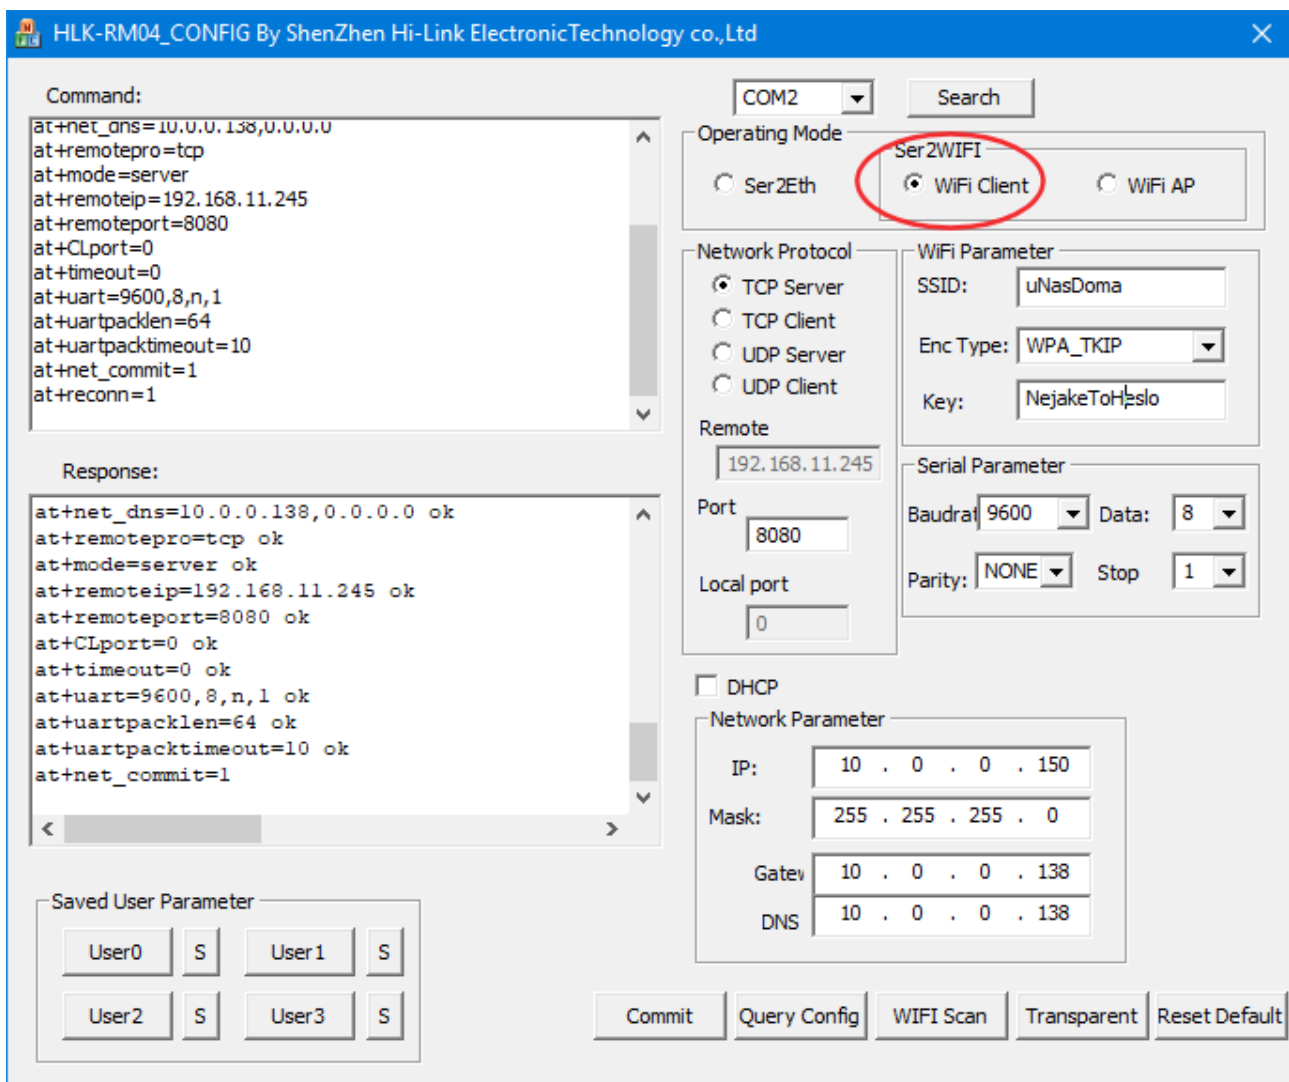 HLK-RM04_CONFIG By ShenZhen Hi-Link ElectronicTechnology co.,Ltd
Command:
at+net_dns=10.0.0.138,0.0.0.0
at+remotepro=tcp
at+mode=server
at+remoteip=192.168.11.245
at+remoteport=8080
at+CLport=0
at+timeout=0
at+uart=9600,8,n,1
at+uartpacklen=64
at+uartpacktimeout=10
at+net_commit=1
at+reconn=1
Response:
at+net_dns=10.0.0.138,0.0.0.0 ok
at+remotepro=tcp ok
at+mode=server ok
at+remoteip=192.168.11.245 ok
at+remoteport=8080 ok
at+CLport=0 ok
at+timeout=0 ok
at+uart=9600,8,n,1 ok
at+uartpacklen=64 ok
at+uartpacktimeout=10 ok
at+net_commit=1
Saved User Parameter
User0 S User1 S
User2 S User3 S
COM2 Search
Operating Mode
Ser2WIFI
Ser2Eth WiFi Client WiFi AP
Network Protocol
TCP Server
TCP Client
UDP Server
UDP Client
Remote
192.168.11.245
Port
8080
Local port
0
WiFi Parameter
SSID: uNasDoma
Enc Type: WPA_TKIP
Key: NejakeToHeslo
Serial Parameter
Baudrat 9600 Data: 8
Parity: NONE Stop 1
DHCP
Network Parameter
IP: 10 . 0 . 0 . 150
Mask: 255 . 255 . 255 . 0
Gatew 10 . 0 . 0 . 138
DNS 10 . 0 . 0 . 138
Commit Query Config WIFI Scan Transparent Reset Default